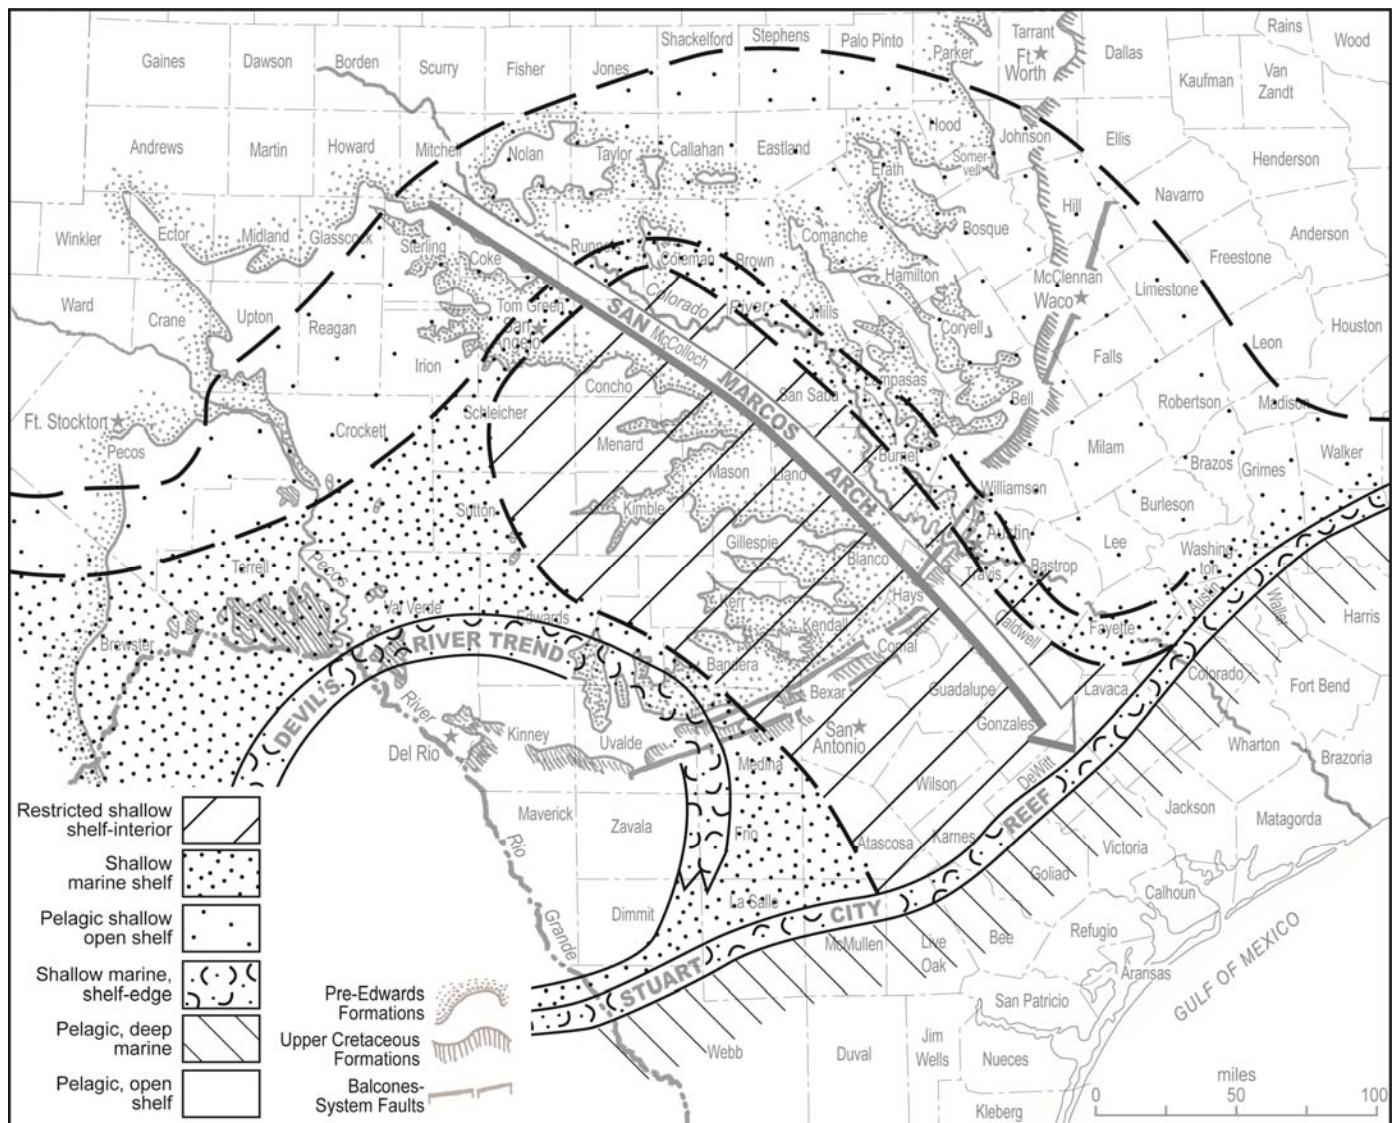 Shackelford
Stephens
Palo Pinto
Parker
Tarrant
Ft.
Worth
Dallas
Rains
Wood
Kaufman
Van
Zandt
Gaines
Dawson
Borden
Scurry
Fisher
Jones
Andrews
Martin
Howard
Mitchell
Nolan
Taylor
Callahan
Eastland
Erath
Hood
Somer-
vell
Johnson
Ellis
Henderson
Navarro
Winkler
Ector
Midland
Glasscock
Sterling
Coke
Runnels
Coleman
Brown
Comanche
Hamilton
Bosque
Hill
Anderson
Freestone
Ward
Crane
Upton
Reagan
Irion
Tom Green
San
Angelo
Colorado
River
Mills
Coryell
McClennan
Waco
Limestone
Houston
Leon
Falls
SAN MARCOS ARCH
McColloch
Concho
San Saba
Lampasas
Bell
Robertson
Madison
Ft. Stockton
Pecos
Crockett
Schleicher
Menard
Mason
Llano
Burnet
Milam
Brazos
Grimes
Walker
Williamson
Burleson
Sutton
Kimble
Gillespie
Blanco
Austin
Travis
Bastrop
Lee
Washing-
ton
Austin
Waller
Harris
Terrell
Pecos
River
Val Verde
Edwards
Kerr
Kendall
Hays
Comal
Caldwell
Fayette
Colorado
Fort Bend
Brewster
DEVIL'S RIVER TREND
Bandera
Bexar
Guadalupe
Gonzales
Lavaca
Wharton
Brazoria
Del Rio
Kinney
Uvalde
Medina
San
Antonio
Wilson
DeWitt
Jackson
Matagorda
Maverick
Zavala
Frio
Atascosa
Karnes
Goliad
Victoria
Calhoun
Rio
Grande
Dimmit
La Salle
McMullen
Live
Oak
Bee
Refugio
Aransas
STUART CITY REEF
San Patricio
GULF OF MEXICO
Webb
Duval
Jim
Wells
Nueces
Kleberg
Restricted shallow
shelf-interior
Shallow
marine shelf
Pelagic shallow
open shelf
Shallow marine,
shelf-edge
Pelagic, deep
marine
Pelagic, open
shelf
Pre-Edwards
Formations
Upper Cretaceous
Formations
Balcones-
System Faults
miles
0 50 100